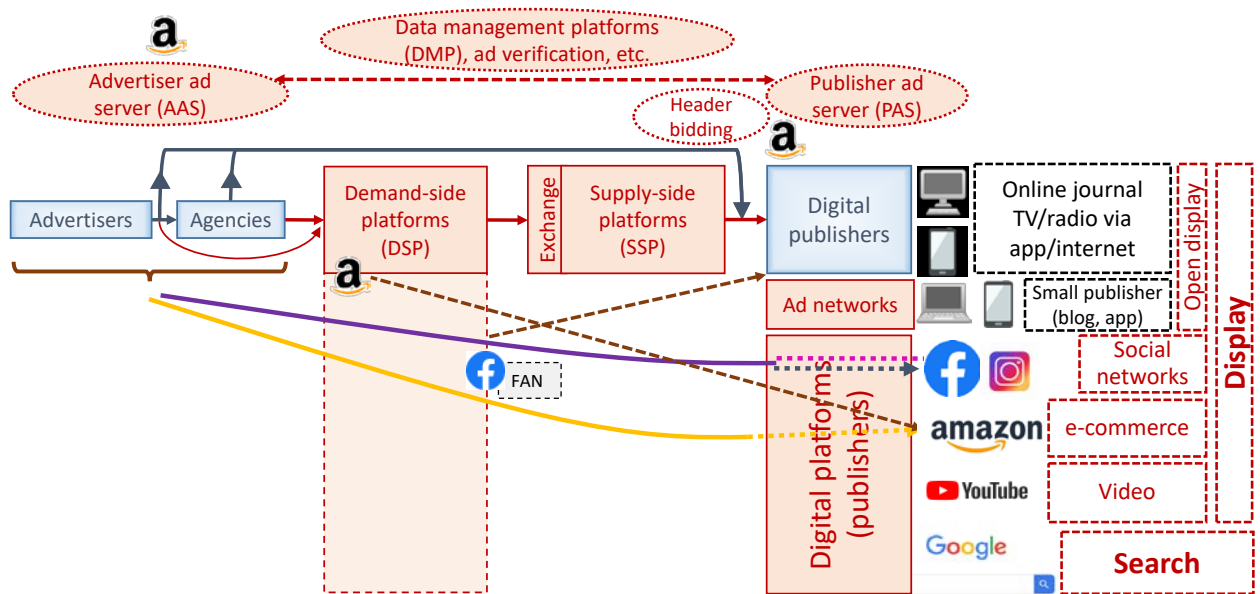 a
Data management platforms
(DMP), ad verification, etc.
Advertiser ad
server (AAS)
Publisher ad
server (PAS)
Header
bidding
a
Advertisers
Agencies
Demand-side
platforms
(DSP)
Exchange
Supply-side
platforms
(SSP)
Digital
publishers
Online journal
TV/radio via
app/internet
Open display
Display
a
Ad networks
Small publisher
(blog, app)
FAN
Digital platforms
(publishers)
Social
networks
amazon
e-commerce
YouTube
Video
Google
Search